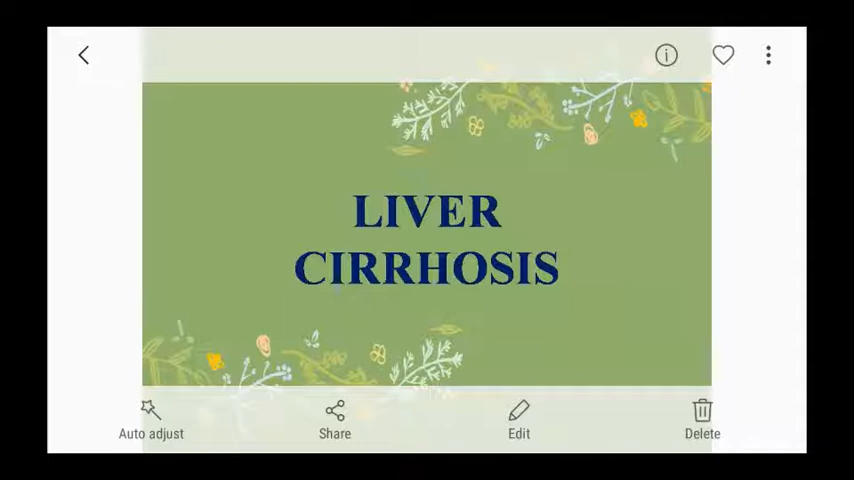 LIVER
CIRRHOSIS
Auto adjust
Share
Edit
Delete